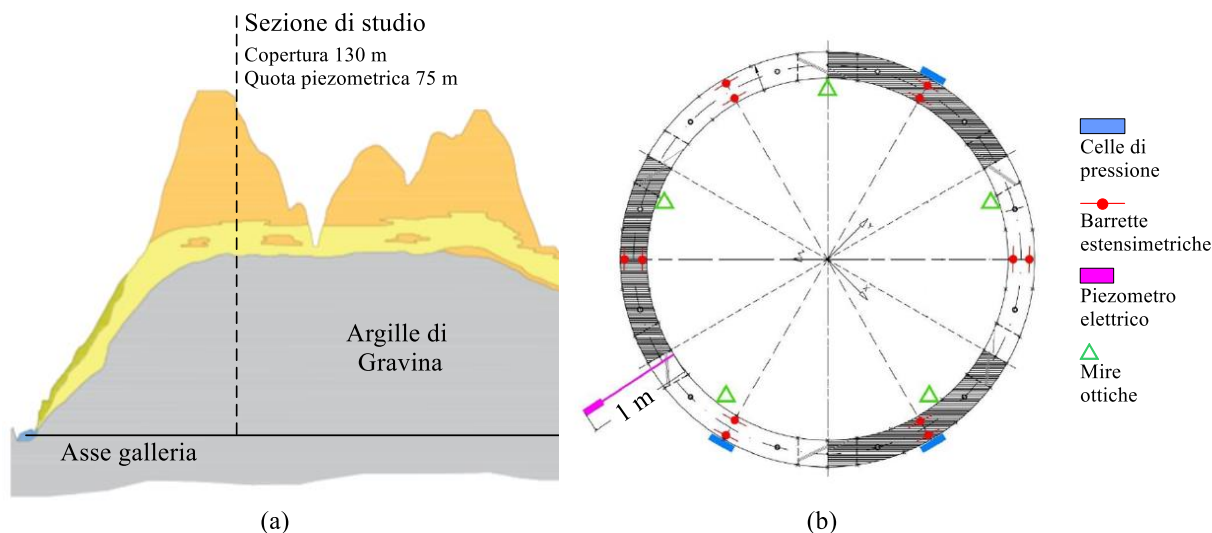 Sezione di studio
Copertura 130 m
Quota piezometrica 75 m
Argille di
Gravina
Asse galleria
(a)
1 m
(b)
Celle di
pressione
Barrette
estensimetriche
Piezometro
elettrico
Mire
ottiche